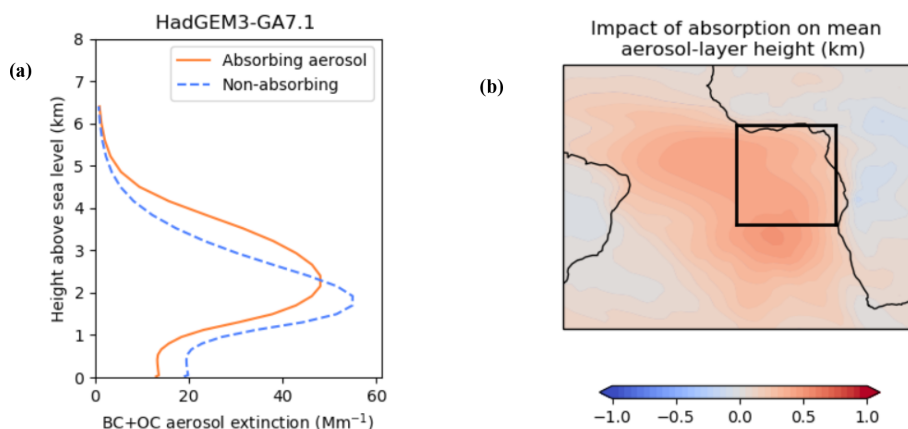 HadGEM3-GA7.1
(a)
Absorbing aerosol
Non-absorbing
8
7
6
5
4
3
2
1
0
Height above sea level (km)
0 20 40 60
BC+OC aerosol extinction (Mm⁻¹)
(b)
Impact of absorption on mean
aerosol-layer height (km)
−1.0 −0.5 0.0 0.5 1.0